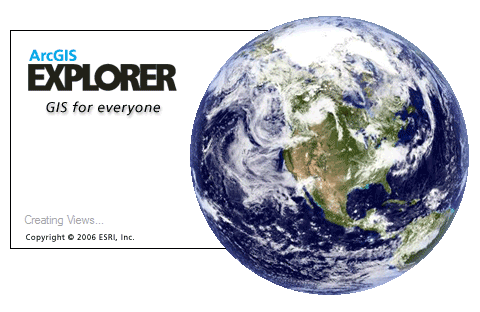 ArcGIS
EXPLORER
GIS for everyone
Creating Views...
Copyright © 2006 ESRI, Inc.